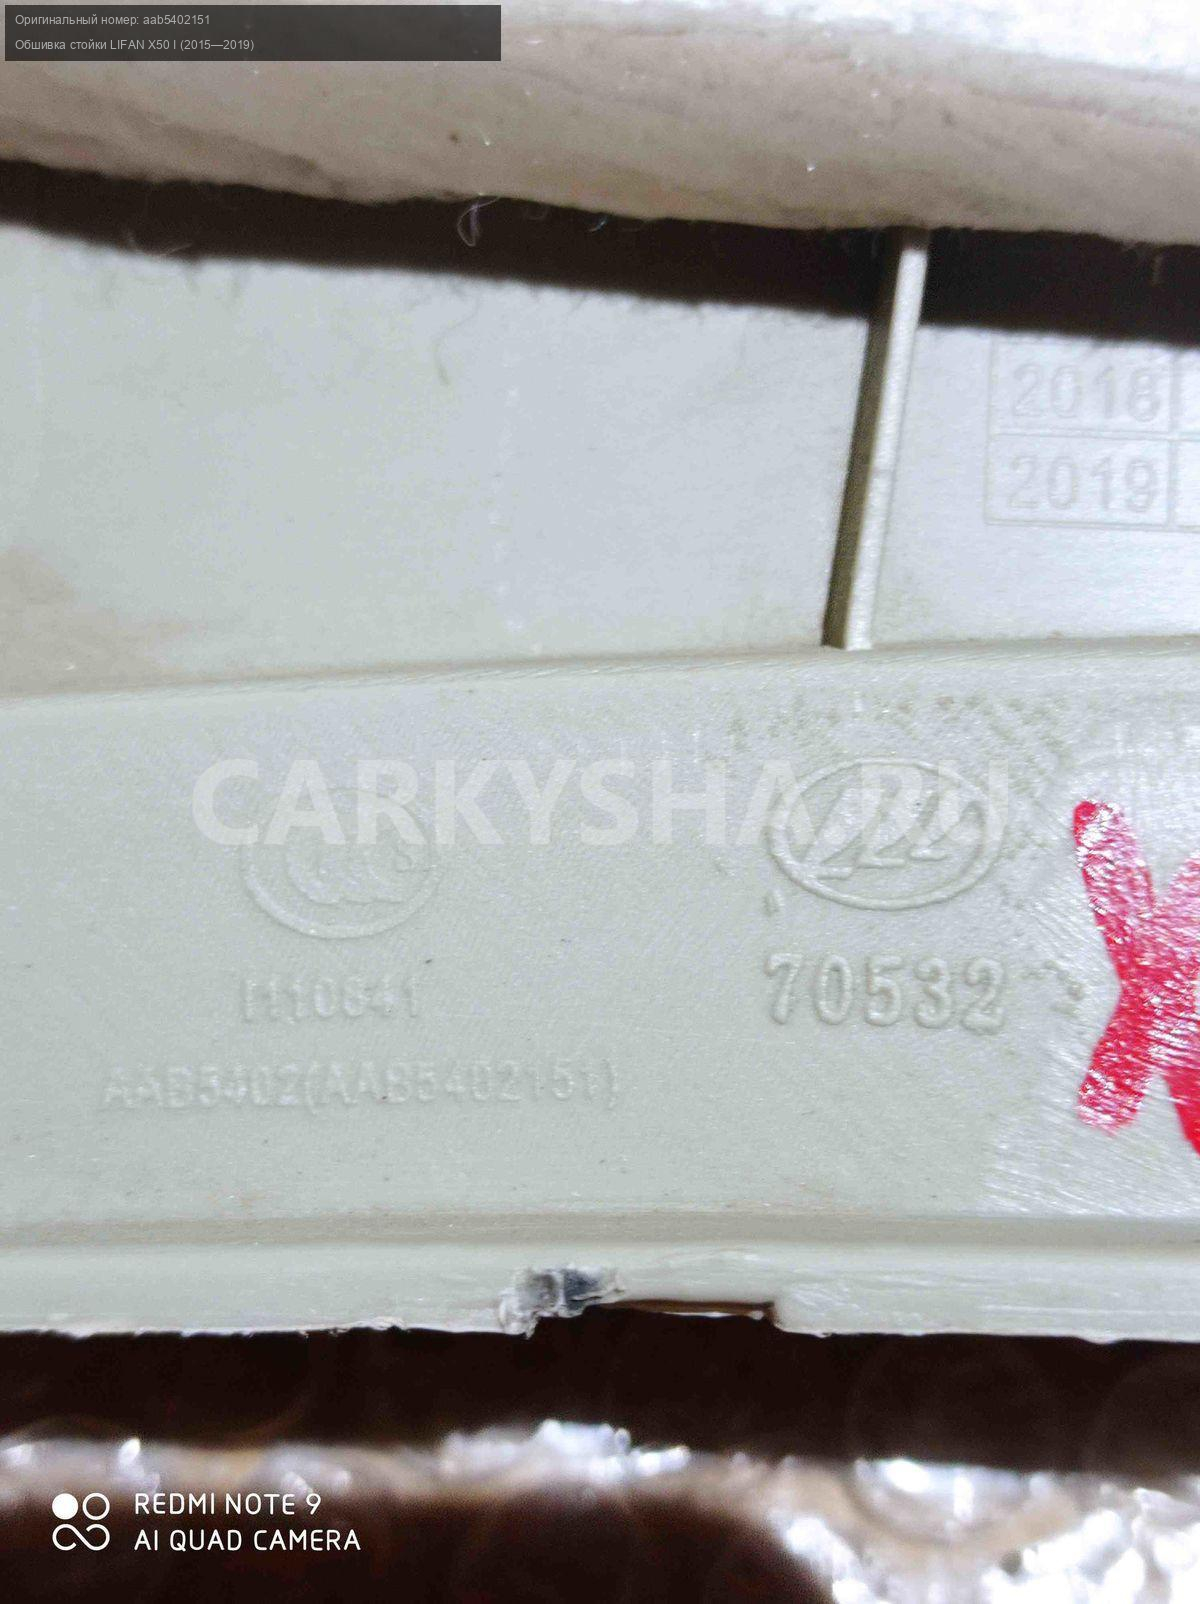 Оригинальный номер: aab5402151
Обшивка стойки LIFAN X50 I (2015—2019)
2018
2019
CARKYSHA.RU
H10841
70532
AAB5402(AAB5402151)
REDMI NOTE 9
AI QUAD CAMERA